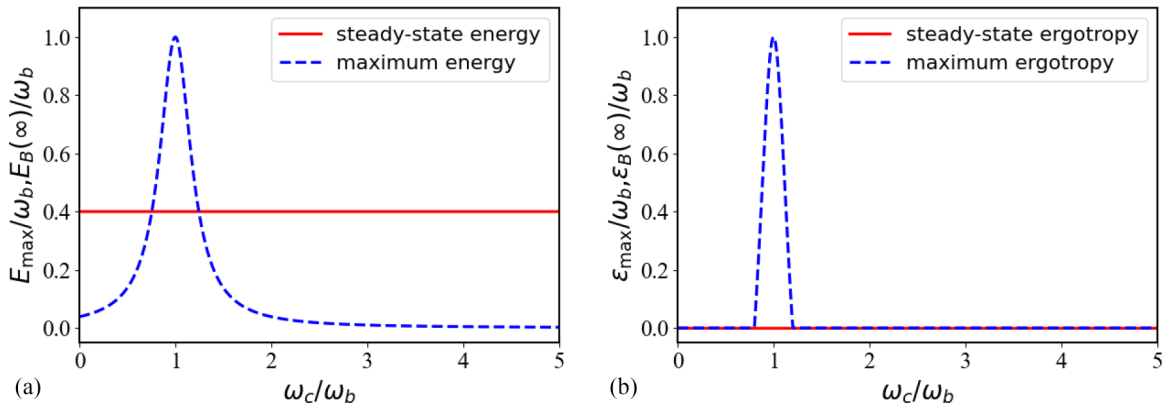 E_max/ω_b,E_B(∞)/ω_b
1.0
0.8
0.6
0.4
0.2
0.0
steady-state energy
maximum energy
0 1 2 3 4 5
ω_c/ω_b
(a)
ε_max/ω_b,ε_B(∞)/ω_b
1.0
0.8
0.6
0.4
0.2
0.0
steady-state ergotropy
maximum ergotropy
0 1 2 3 4 5
ω_c/ω_b
(b)